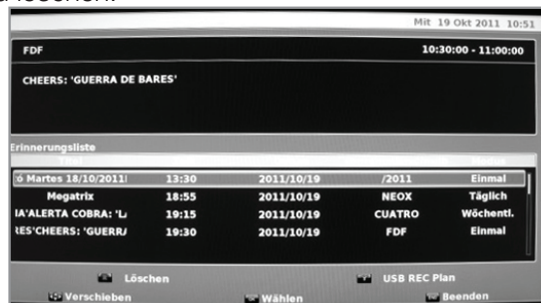 Mit 19 Okt 2011 10:51
FDF 10:30:00 - 11:00:00
CHEERS: 'GUERRA DE BARES'
Erinnerungsliste
Titel Modus
ó Martes 18/10/2011 13:30 2011/10/19 /2011 Einmal
Megatrix 18:55 2011/10/19 NEOX Täglich
IA'ALERTA COBRA: 'L 19:15 2011/10/19 CUATRO Wöchentl.
RES'CHEERS: 'GUERR 19:30 2011/10/19 FDF Einmal
Löschen USB REC Plan
Verschieben Wählen Beenden